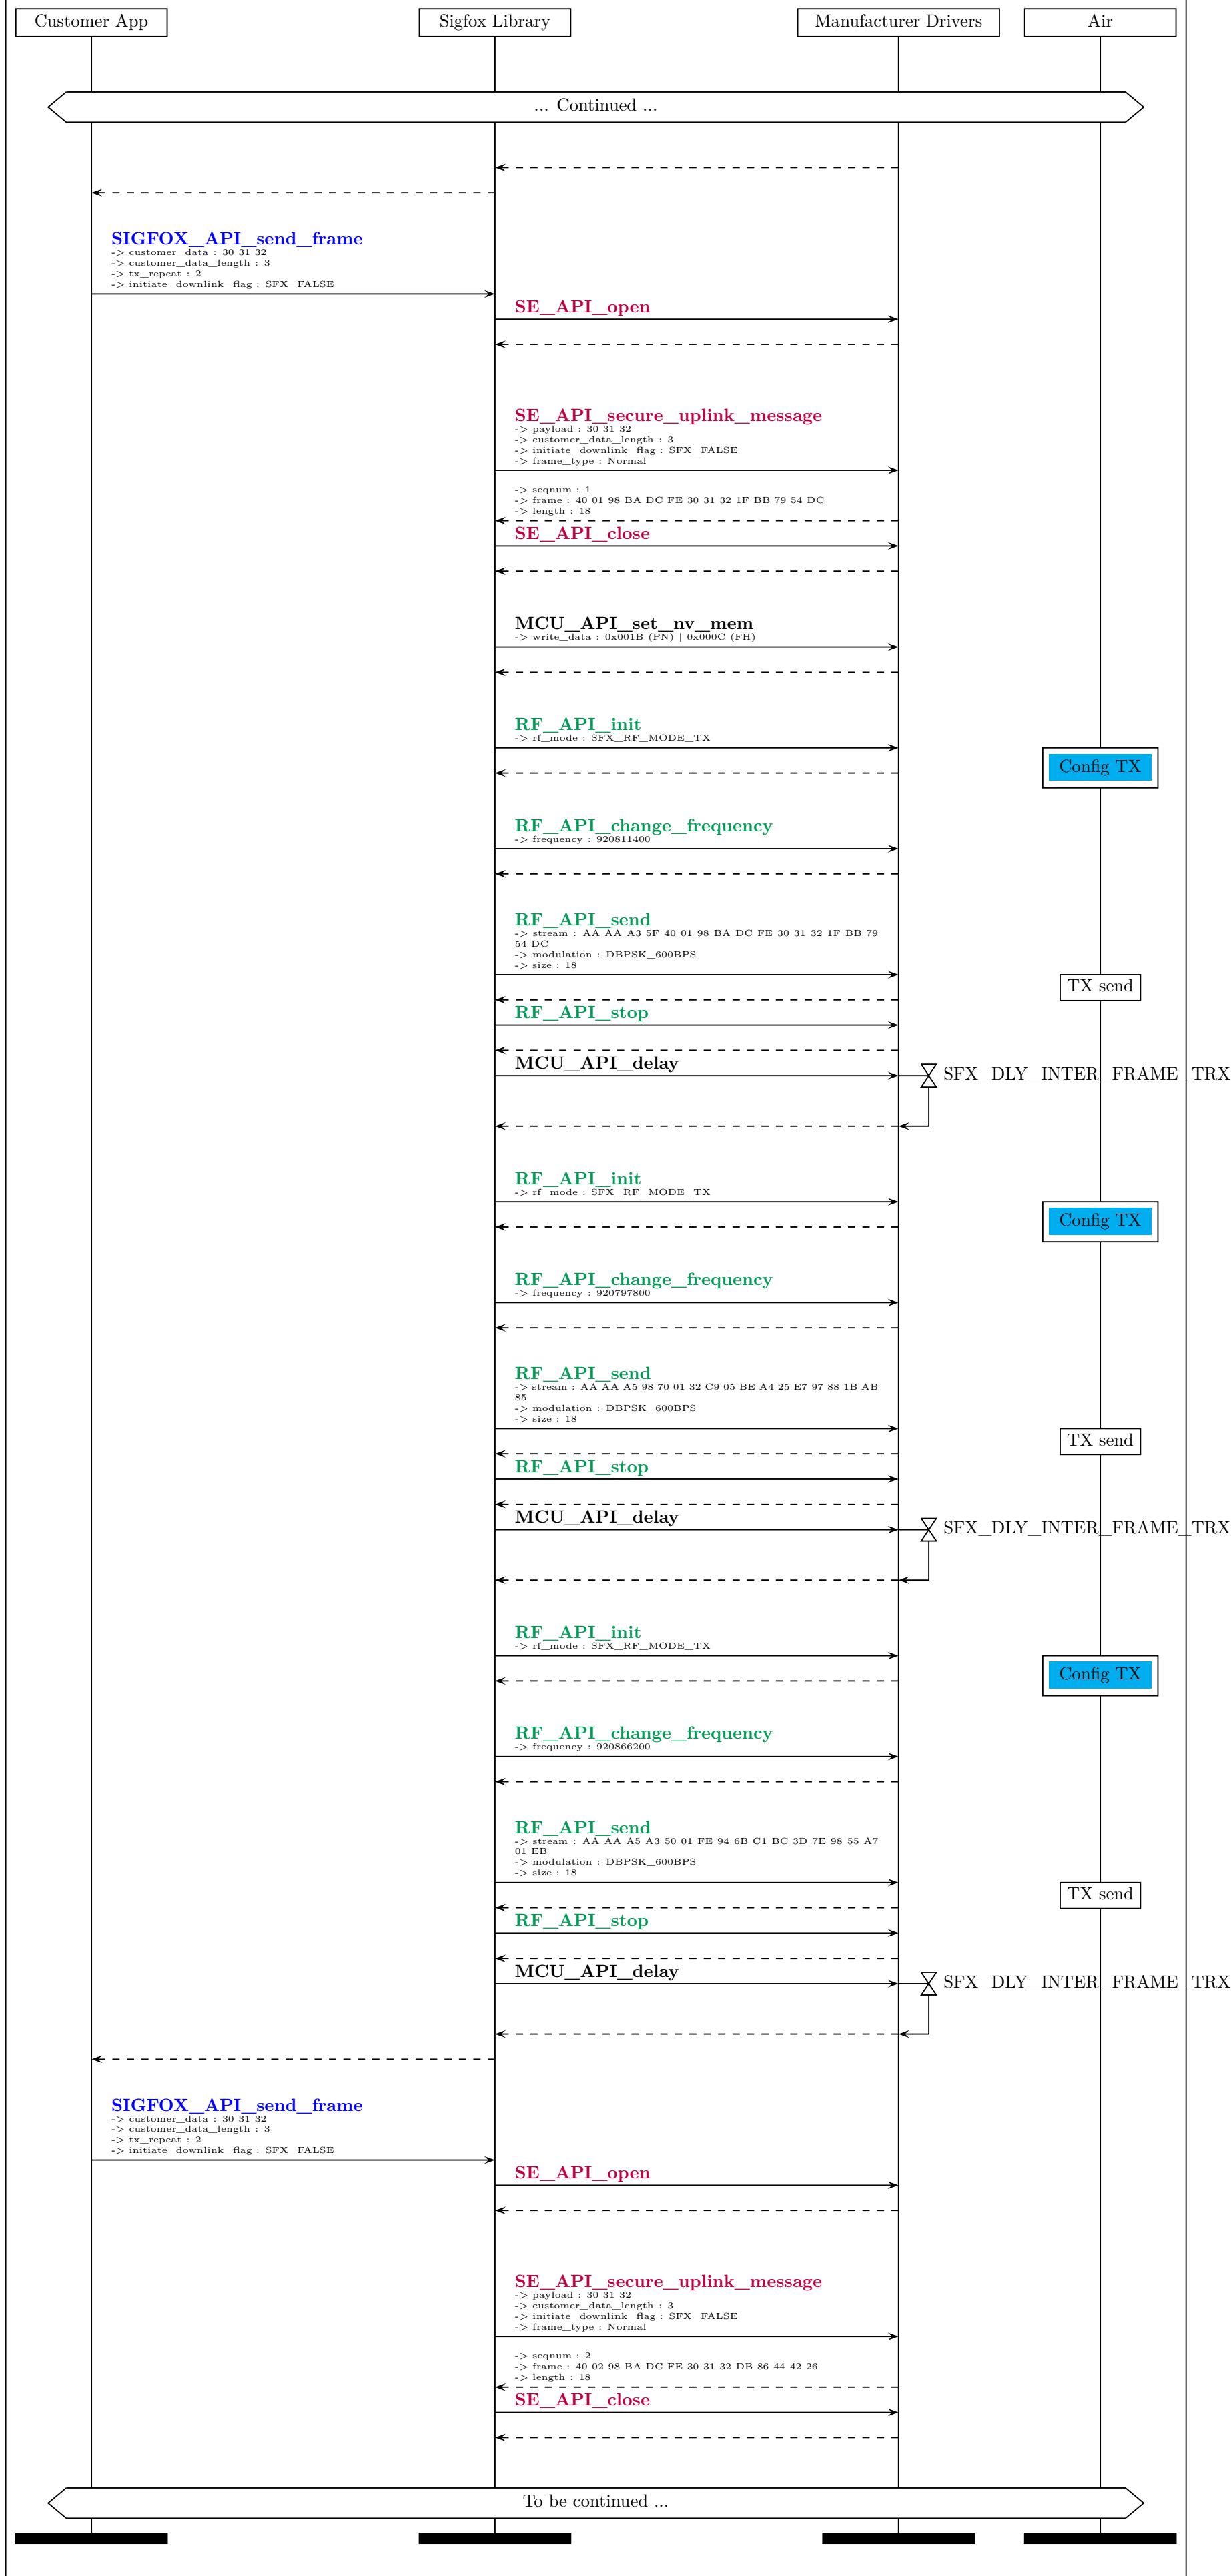 Customer App
Sigfox Library
Manufacturer Drivers
Air
... Continued ...
SIGFOX_API_send_frame
-> customer_data : 30 31 32
-> customer_data_length : 3
-> tx_repeat : 2
-> initiate_downlink_flag : SFX_FALSE
SE_API_open
SE_API_secure_uplink_message
-> payload : 30 31 32
-> customer_data_length : 3
-> initiate_downlink_flag : SFX_FALSE
-> frame_type : Normal
-> seqnum : 1
-> frame : 40 01 98 BA DC FE 30 31 32 1F BB 79 54 DC
-> length : 18
SE_API_close
MCU_API_set_nv_mem
-> write_data : 0x001B (PN) | 0x000C (FH)
RF_API_init
-> rf_mode : SFX_RF_MODE_TX
Config TX
RF_API_change_frequency
-> frequency : 920811400
RF_API_send
-> stream : AA AA A3 5F 40 01 98 BA DC FE 30 31 32 1F BB 79
54 DC
-> modulation : DBPSK_600BPS
-> size : 18
TX send
RF_API_stop
MCU_API_delay
SFX_DLY_INTER_FRAME_TRX
RF_API_init
-> rf_mode : SFX_RF_MODE_TX
Config TX
RF_API_change_frequency
-> frequency : 920797800
RF_API_send
-> stream : AA AA A5 98 70 01 32 C9 05 BE A4 25 E7 97 88 1B AB
85
-> modulation : DBPSK_600BPS
-> size : 18
TX send
RF_API_stop
MCU_API_delay
SFX_DLY_INTER_FRAME_TRX
RF_API_init
-> rf_mode : SFX_RF_MODE_TX
Config TX
RF_API_change_frequency
-> frequency : 920866200
RF_API_send
-> stream : AA AA A5 A3 50 01 FE 94 6B C1 BC 3D 7E 98 55 A7
01 EB
-> modulation : DBPSK_600BPS
-> size : 18
TX send
RF_API_stop
MCU_API_delay
SFX_DLY_INTER_FRAME_TRX
SIGFOX_API_send_frame
-> customer_data : 30 31 32
-> customer_data_length : 3
-> tx_repeat : 2
-> initiate_downlink_flag : SFX_FALSE
SE_API_open
SE_API_secure_uplink_message
-> payload : 30 31 32
-> customer_data_length : 3
-> initiate_downlink_flag : SFX_FALSE
-> frame_type : Normal
-> seqnum : 2
-> frame : 40 02 98 BA DC FE 30 31 32 DB 86 44 42 26
-> length : 18
SE_API_close
To be continued ...